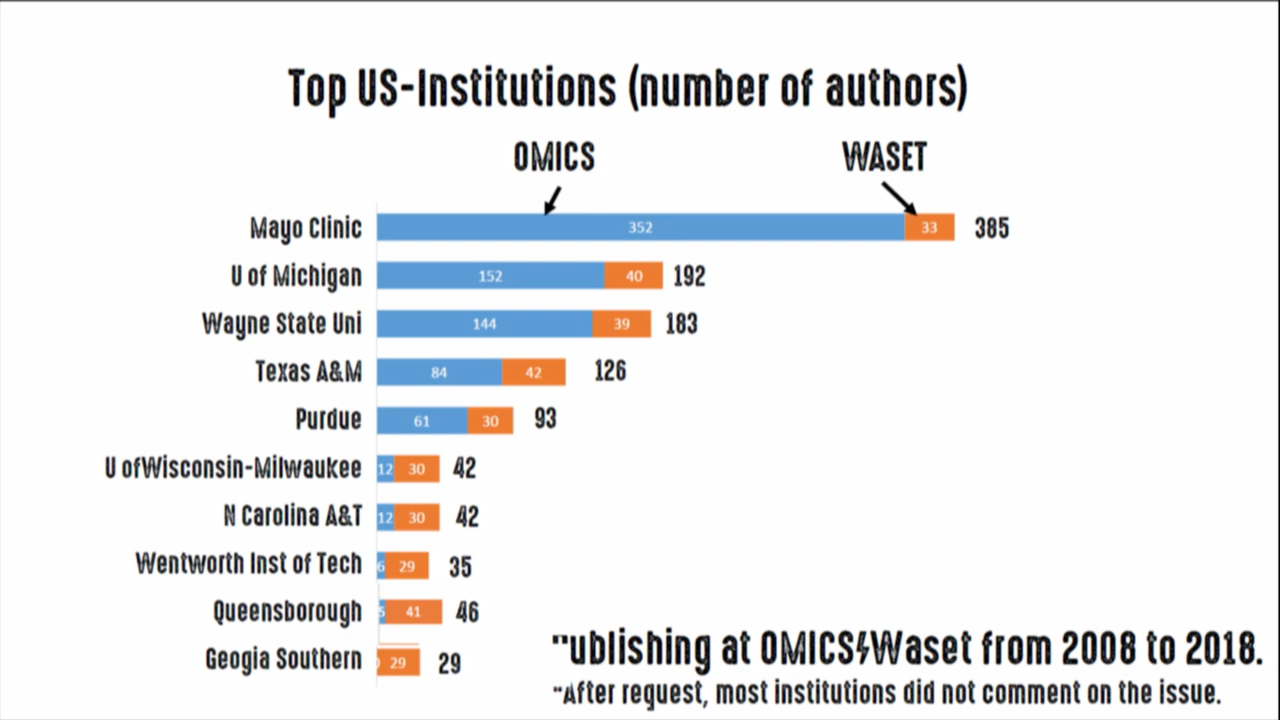 Top US-Institutions (number of authors)
OMICS WASET
Mayo Clinic 352 33 385
U of Michigan 152 40 192
Wayne State Uni 144 39 183
Texas A&M 84 42 126
Purdue 61 30 93
U ofWisconsin-Milwaukee 12 30 42
N Carolina A&T 12 30 42
Wentworth Inst of Tech 6 29 35
Queensborough 5 41 46
Geogia Southern 0 29 29
"ublishing at OMICS/Waset from 2008 to 2018.
"After request, most institutions did not comment on the issue.